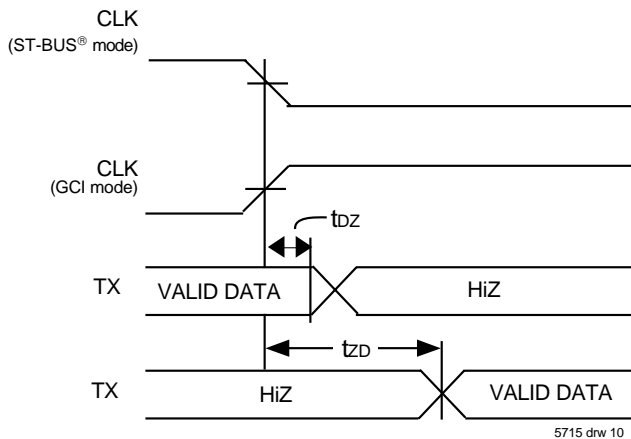 CLK
(ST-BUS® mode)
CLK
(GCI mode)
tDZ
TX
VALID DATA
HiZ
tZD
TX
HiZ
VALID DATA
5715 drw 10